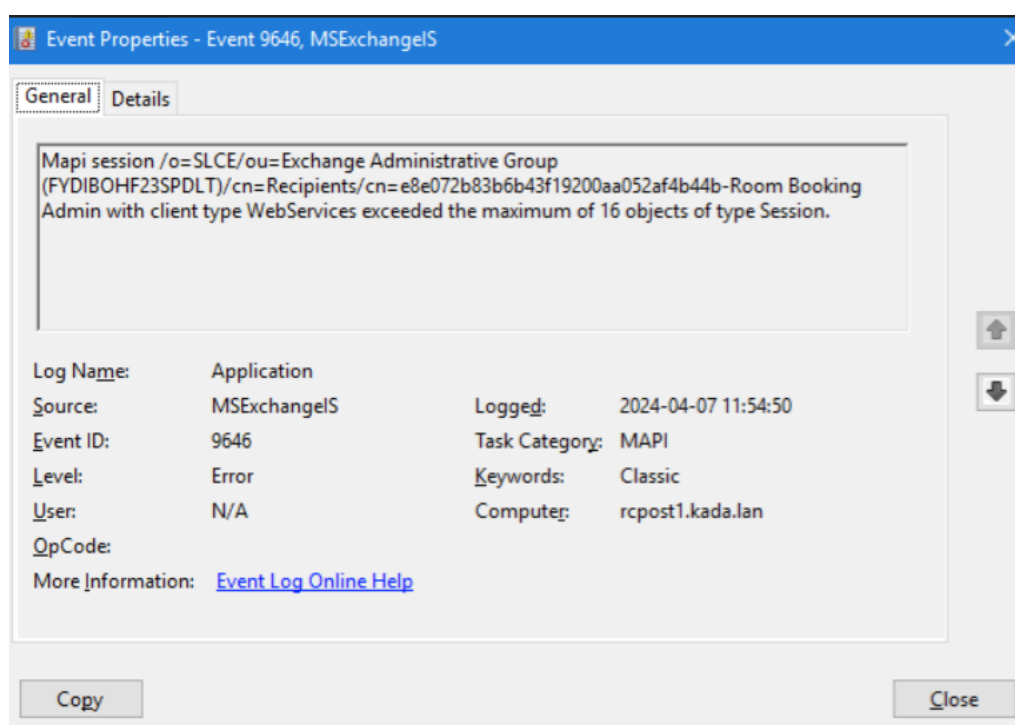 Event Properties - Event 9646, MSExchangeIS
General Details
Mapi session /o=SLCE/ou=Exchange Administrative Group
(FYDIBOHF23SPDLT)/cn=Recipients/cn=e8e072b83b6b43f19200aa052af4b44b-Room Booking
Admin with client type WebServices exceeded the maximum of 16 objects of type Session.
Log Name: Application
Source: MSExchangeIS Logged: 2024-04-07 11:54:50
Event ID: 9646 Task Category: MAPI
Level: Error Keywords: Classic
User: N/A Computer: rcpost1.kada.lan
OpCode:
More Information: Event Log Online Help
Copy Close